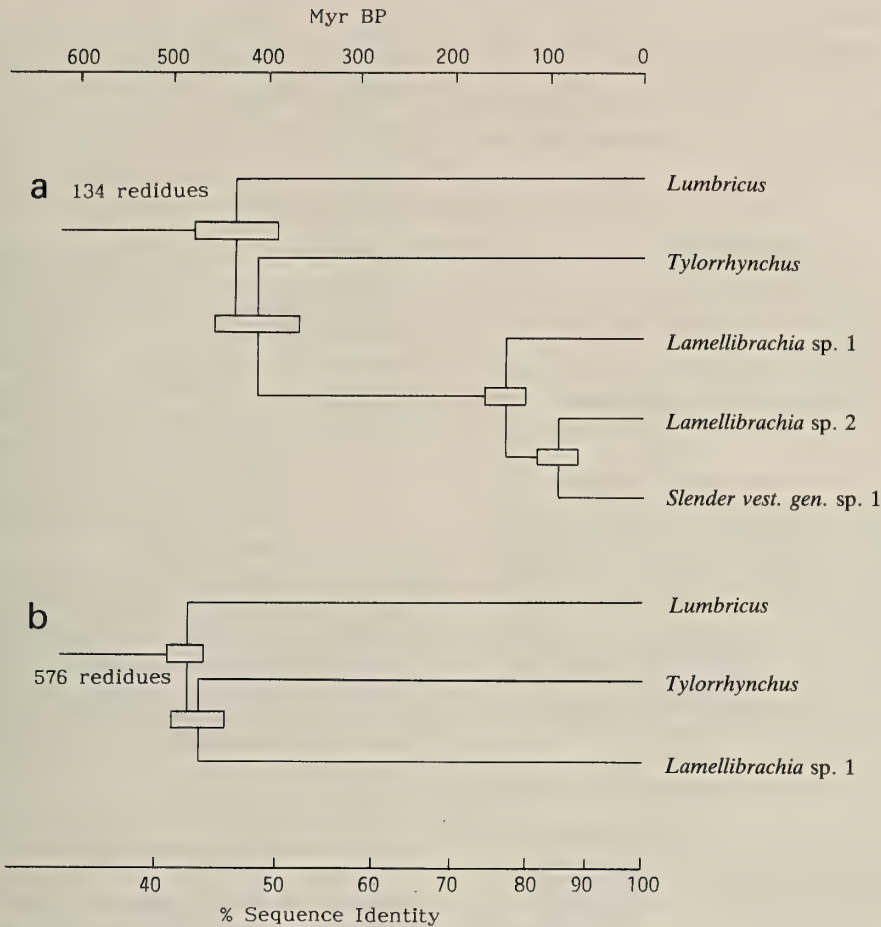 Myr BP
600 500 400 300 200 100 0
a 134 redidues
Lumbricus
Tylorrhynchus
Lamellibrachia sp. 1
Lamellibrachia sp. 2
Slender vest. gen. sp. 1
b
Lumbricus
576 redidues
Tylorrhynchus
Lamellibrachia sp. 1
40 50 60 70 80 90 100
% Sequence Identity